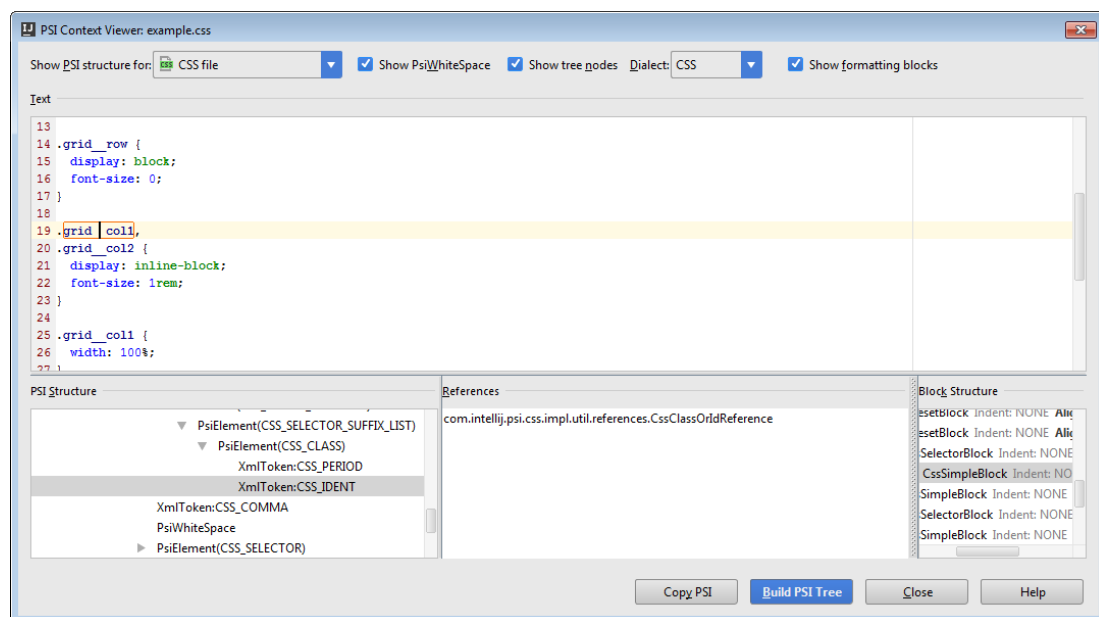 PSI Context Viewer: example.css
Show PSI structure for: CSS file Show PsiWhiteSpace Show tree nodes Dialect: CSS Show formatting blocks
Text
13
14 .grid__row {
15 display: block;
16 font-size: 0;
17 }
18
19 .grid__col1,
20 .grid__col2 {
21 display: inline-block;
22 font-size: 1rem;
23 }
24
25 .grid__col1 {
26 width: 100%;
27 }
PSI Structure
PsiElement(CSS_SELECTOR_SUFFIX_LIST)
PsiElement(CSS_CLASS)
XmlToken:CSS_PERIOD
XmlToken:CSS_IDENT
XmlToken:CSS_COMMA
PsiWhiteSpace
PsiElement(CSS_SELECTOR)
References
com.intellij.psi.css.impl.util.references.CssClassOrIdReference
Block Structure
esetBlock Indent: NONE Alig
esetBlock Indent: NONE Alig
SelectorBlock Indent: NONE
CssSimpleBlock Indent: NO
SimpleBlock Indent: NONE
SelectorBlock Indent: NONE
SimpleBlock Indent: NONE
Copy PSI Build PSI Tree Close Help